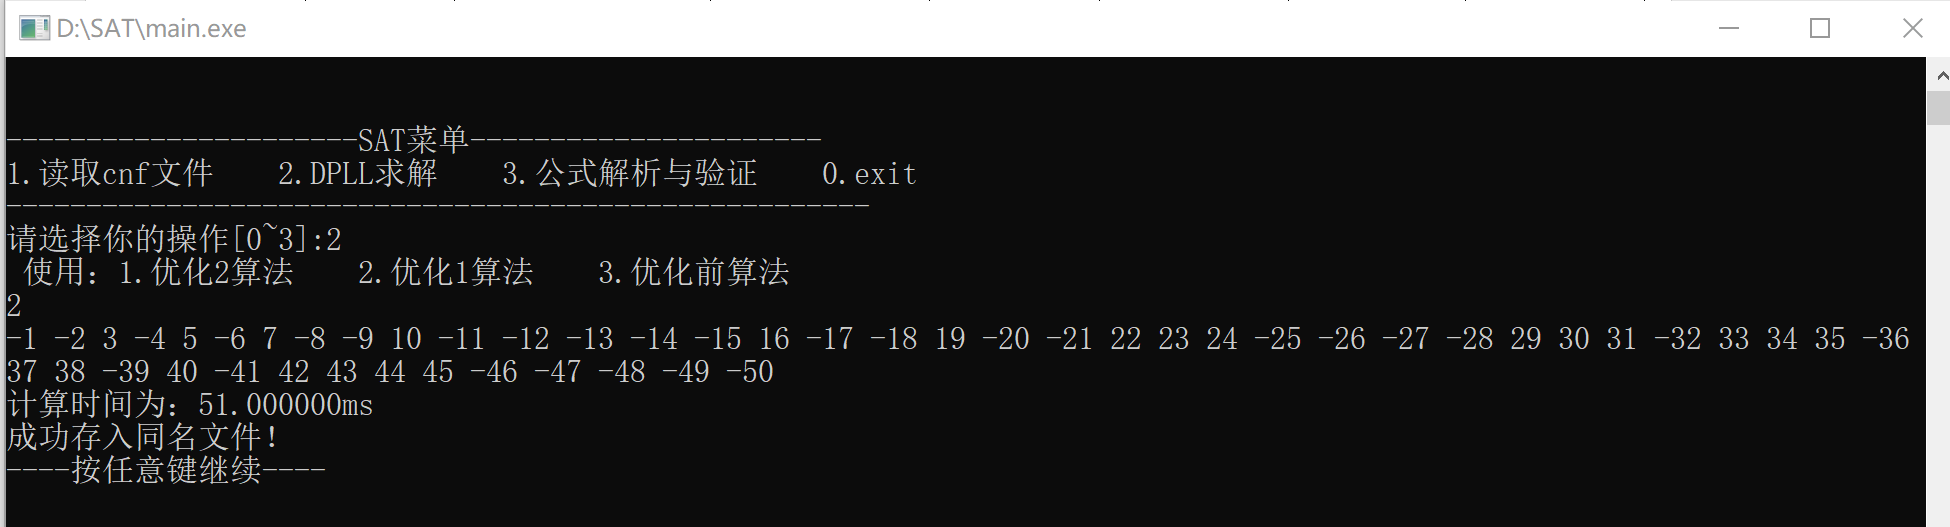 D:\SAT\main.exe
----------------------SAT菜单----------------------
1.读取cnf文件    2.DPLL求解    3.公式解析与验证    0.exit
------------------------------------------------------
请选择你的操作[0~3]:2
 使用：1.优化2算法    2.优化1算法    3.优化前算法
2
-1 -2 3 -4 5 -6 7 -8 -9 10 -11 -12 -13 -14 -15 16 -17 -18 19 -20 -21 22 23 24 -25 -26 -27 -28 29 30 31 -32 33 34 35 -36
37 38 -39 40 -41 42 43 44 45 -46 -47 -48 -49 -50
计算时间为：51.000000ms
成功存入同名文件！
----按任意键继续----